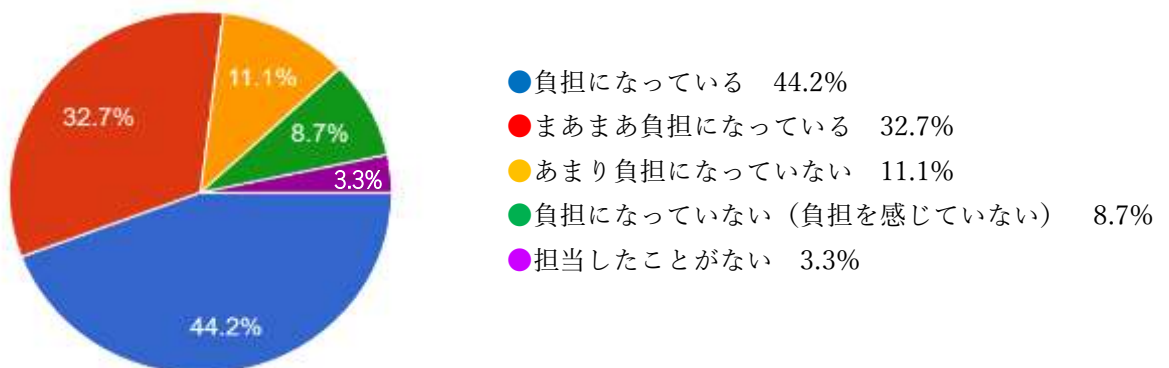 11.1%
32.7%
8.7%
3.3%
44.2%
●負担になっている　44.2%
●まあまあ負担になっている　32.7%
●あまり負担になっていない　11.1%
●負担になっていない（負担を感じていない）　8.7%
●担当したことがない　3.3%